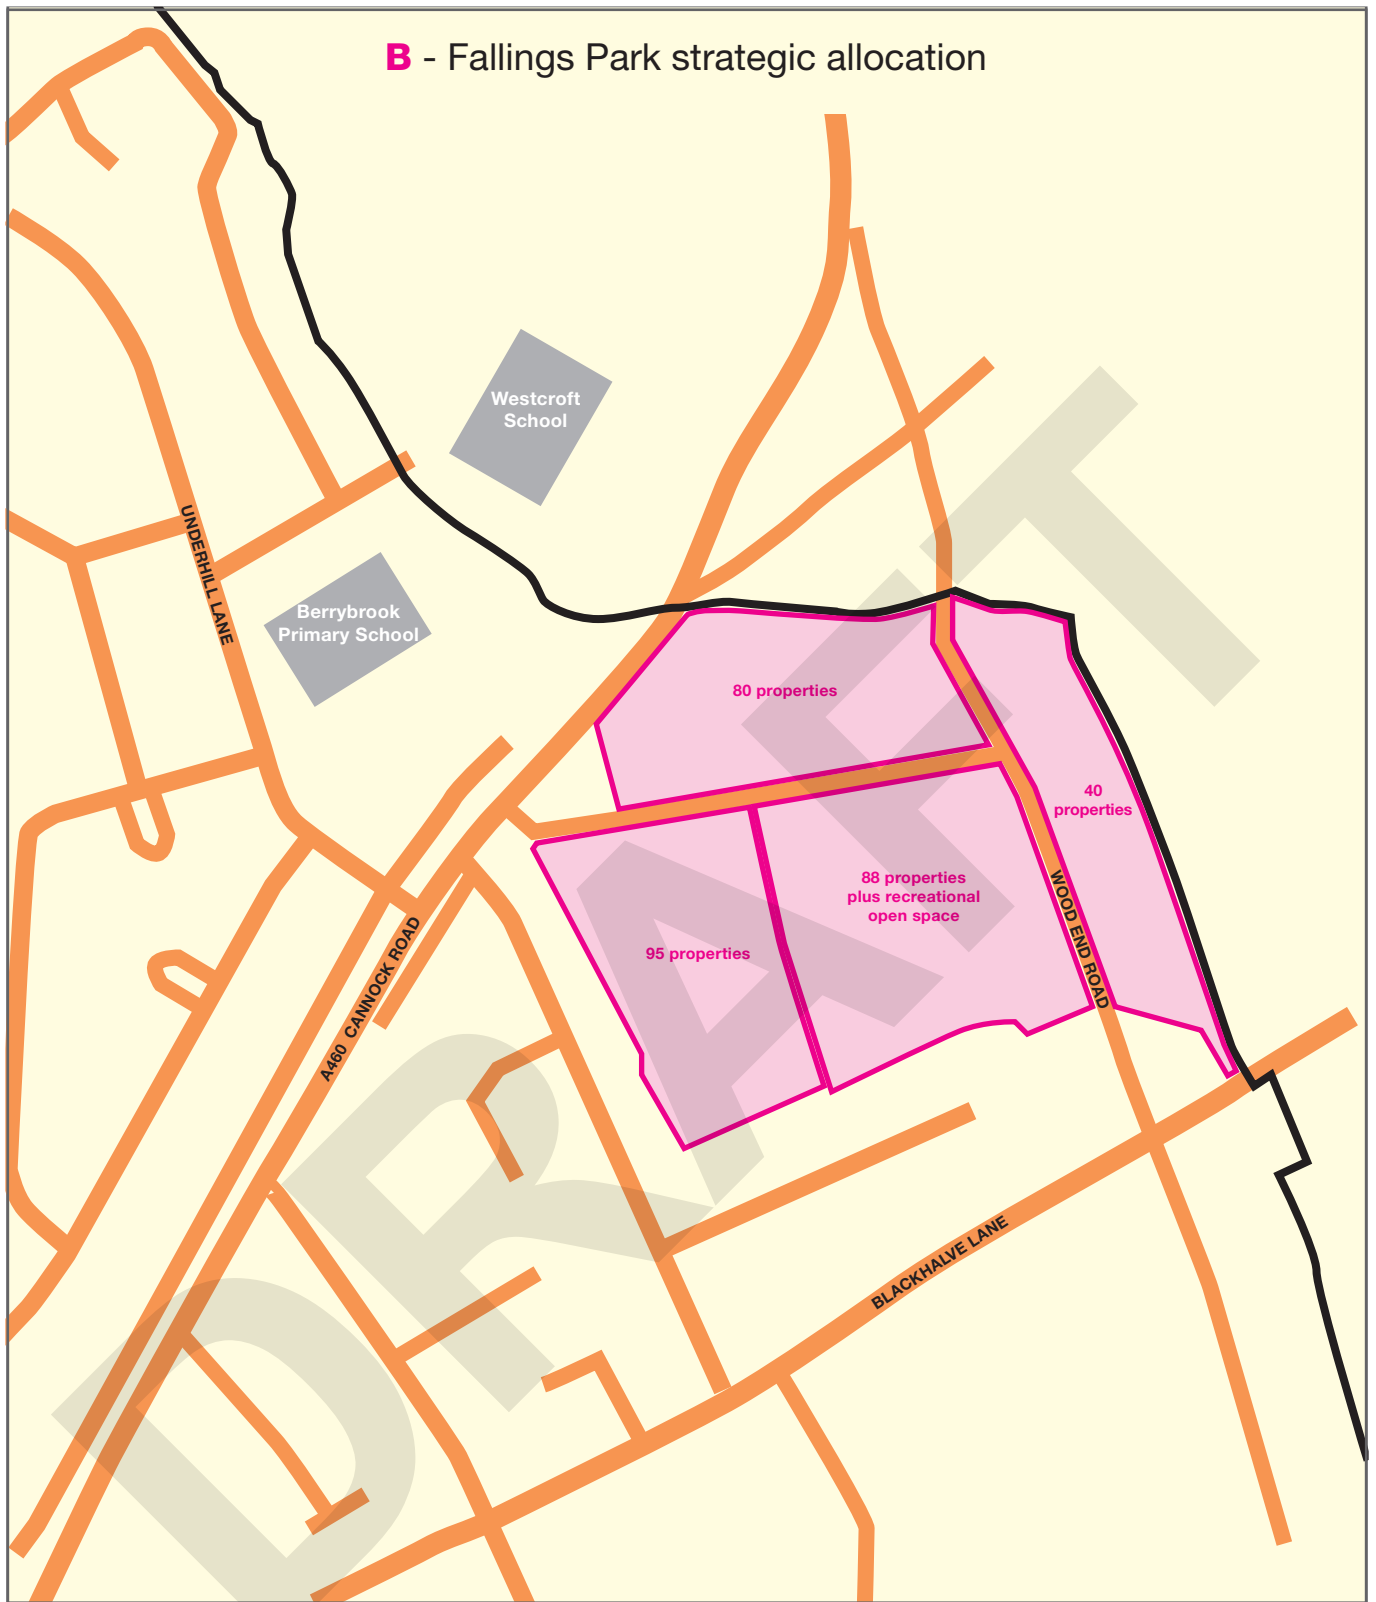 B - Fallings Park strategic allocation
Westcroft
School
UNDERHILL LANE
Berrybrook
Primary School
80 properties
40
properties
88 properties
plus recreational
open space
WOOD END ROAD
95 properties
A460 CANNOCK ROAD
BLACKHALVE LANE
DRAFT